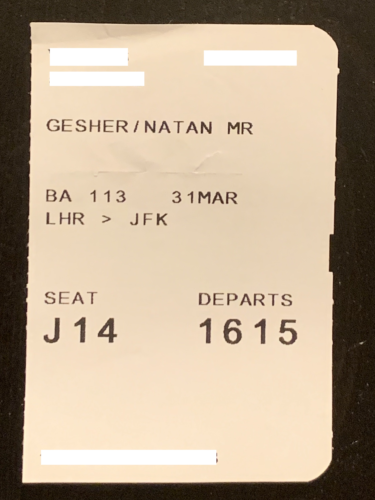 GESHER/NATAN MR
BA 113 31MAR
LHR > JFK
SEAT DEPARTS
J14 1615